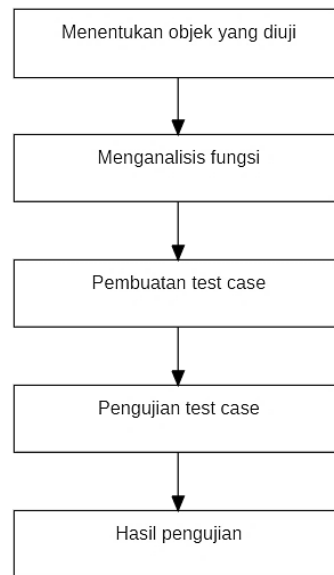 Menentukan objek yang diuji
Menganalisis fungsi
Pembuatan test case
Pengujian test case
Hasil pengujian